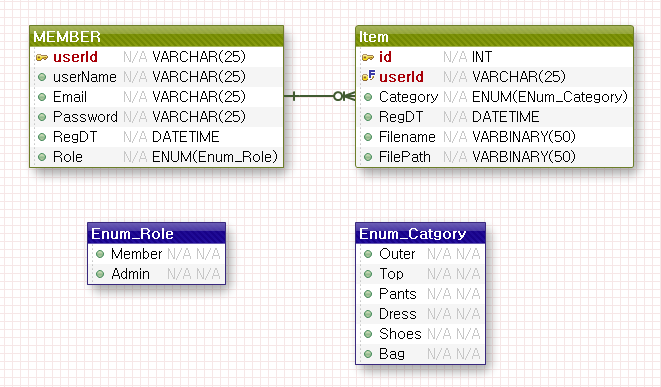 MEMBER
userId N/A VARCHAR(25)
userName N/A VARCHAR(25)
Email N/A VARCHAR(25)
Password N/A VARCHAR(25)
RegDT N/A DATETIME
Role N/A ENUM(Enum_Role)
Item
id N/A INT
F userId N/A VARCHAR(25)
Category N/A ENUM(ENum_Category)
RegDT N/A DATETIME
Filename N/A VARBINARY(50)
FilePath N/A VARBINARY(50)
Enum_Role
Member N/A N/A
Admin N/A N/A
Enum_Catgory
Outer N/A N/A
Top N/A N/A
Pants N/A N/A
Dress N/A N/A
Shoes N/A N/A
Bag N/A N/A